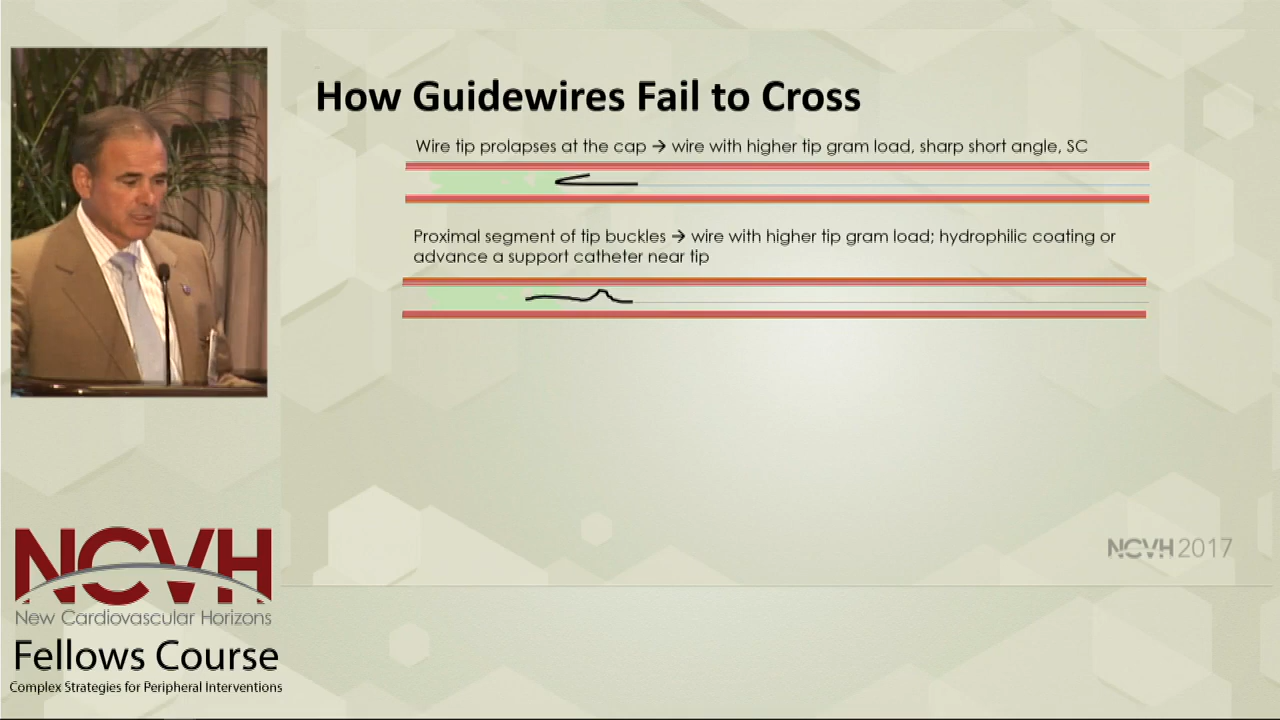 How Guidewires Fail to Cross
Wire tip prolapses at the cap → wire with higher tip gram load, sharp short angle, SC
Proximal segment of tip buckles → wire with higher tip gram load; hydrophilic coating or
advance a support catheter near tip
NCVH 2017
NCVH
New Cardiovascular Horizons
Fellows Course
Complex Strategies for Peripheral Interventions